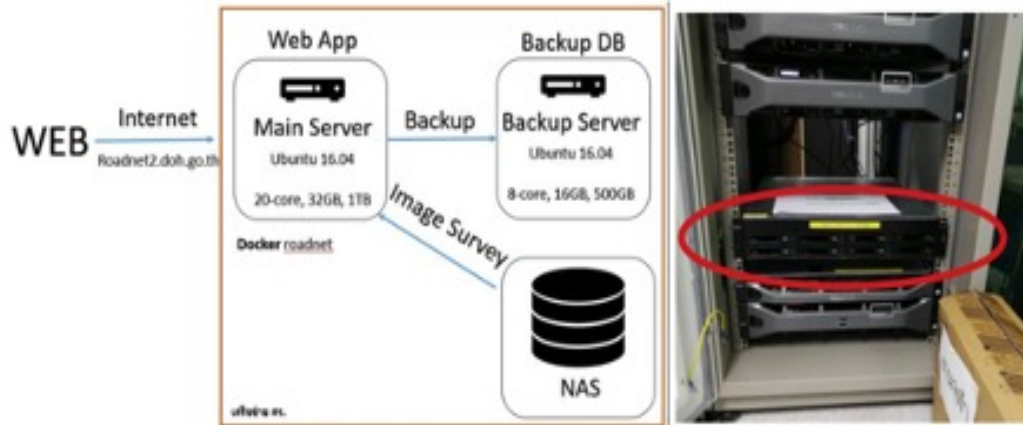 Web App
Backup DB
WEB
Internet
Roadnet2.doh.go.th
Main Server
Ubuntu 16.04
20-core, 32GB, 1TB
Backup
Backup Server
Ubuntu 16.04
8-core, 16GB, 500GB
Image Survey
Docker roadnet
NAS